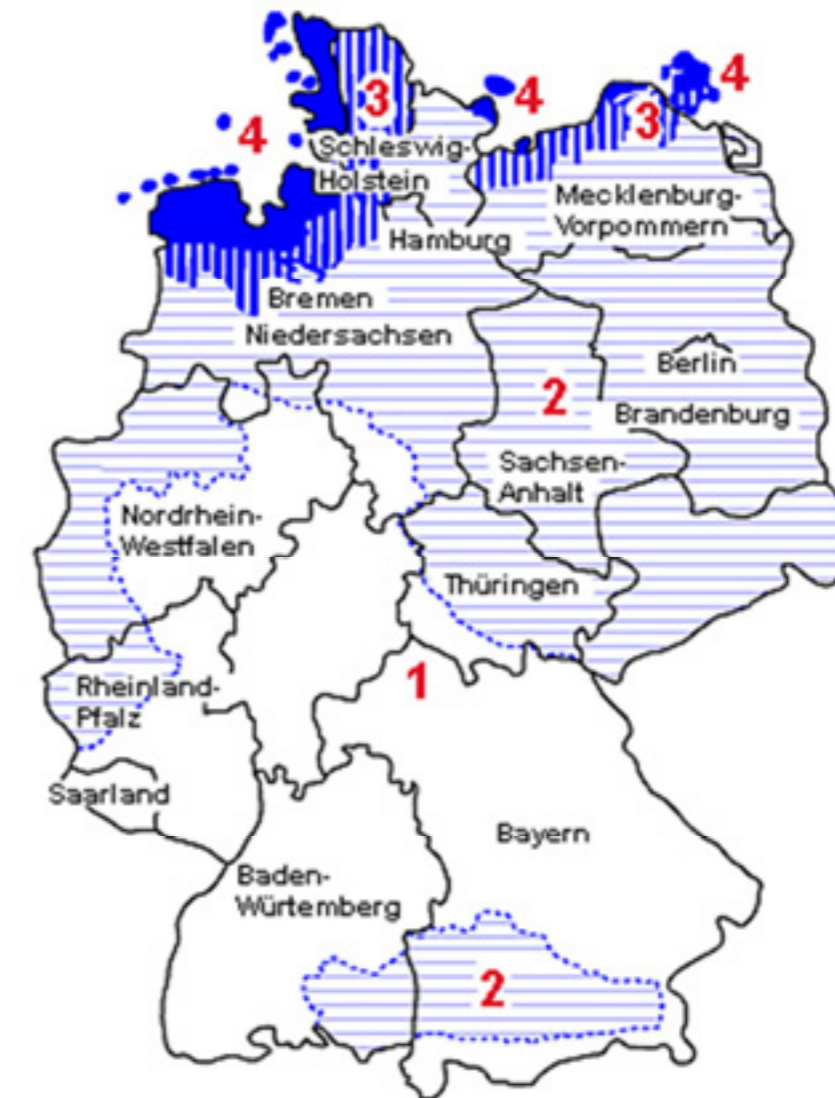 4
4
3
3
4
Schleswig-
Holstein
Mecklenburg-
Vorpommern
Hamburg
Bremen
Niedersachsen
Berlin
2
Brandenburg
Sachsen-
Anhalt
Nordrhein-
Westfalen
Thüringen
1
Rheinland-
Pfalz
Saarland
Bayern
Baden-
Würtemberg
2